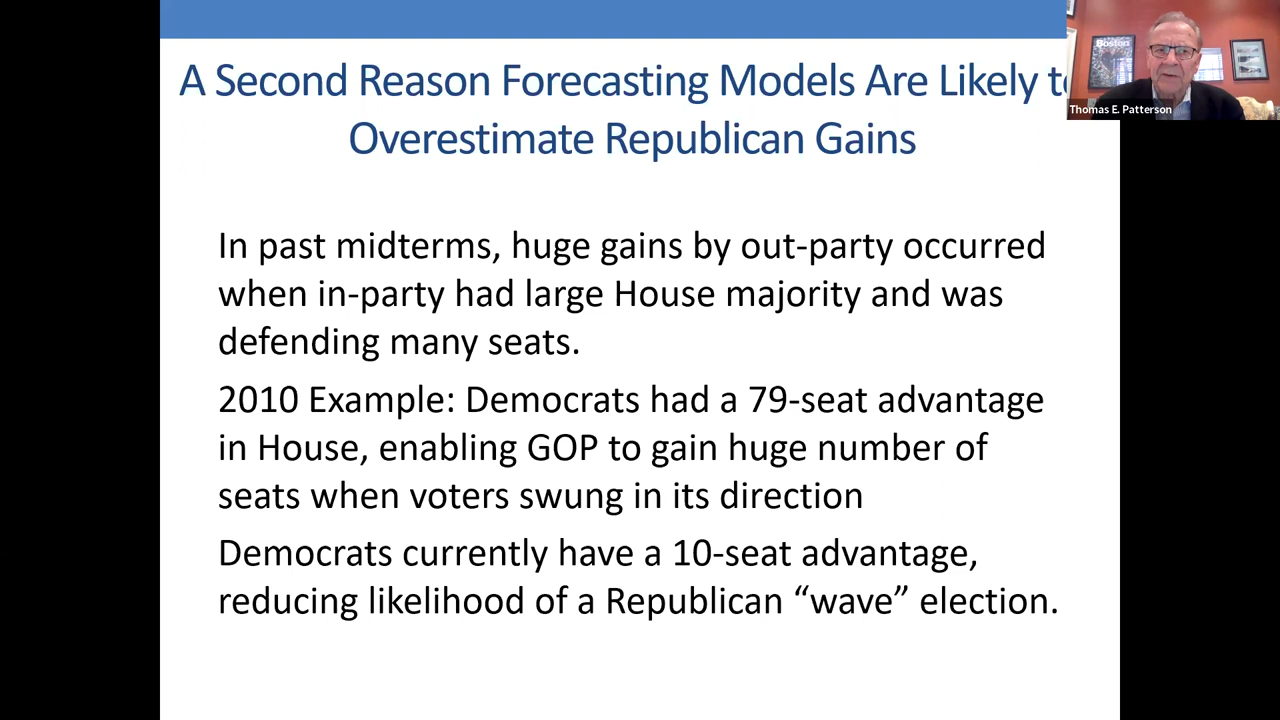 A Second Reason Forecasting Models Are Likely t
Overestimate Republican Gains
In past midterms, huge gains by out-party occurred
when in-party had large House majority and was
defending many seats.
2010 Example: Democrats had a 79-seat advantage
in House, enabling GOP to gain huge number of
seats when voters swung in its direction
Democrats currently have a 10-seat advantage,
reducing likelihood of a Republican “wave” election.
Boston
Thomas E. Patterson